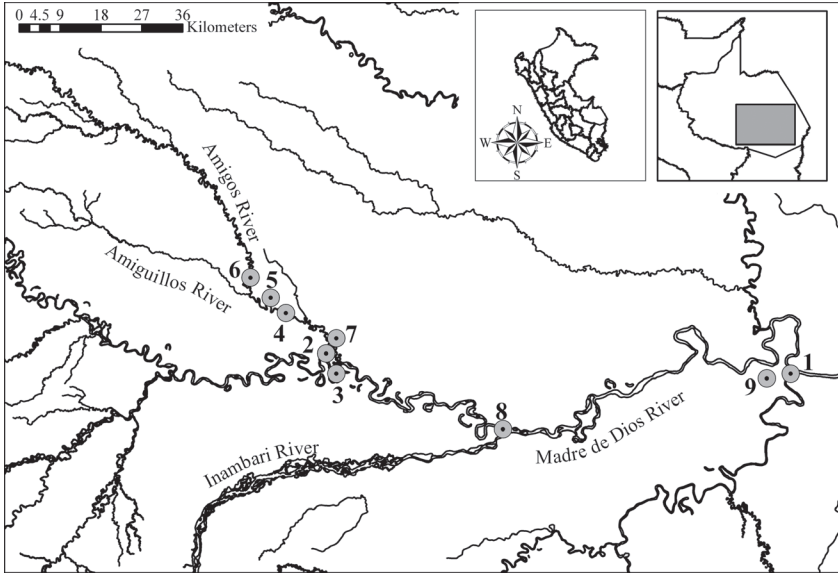 0 4.5 9 18 27 36
Kilometers
N
W E
S
Amigos River
Amiguillos River
6
5
4
7
2
3
1
9
8
Madre de Dios River
Inambari River